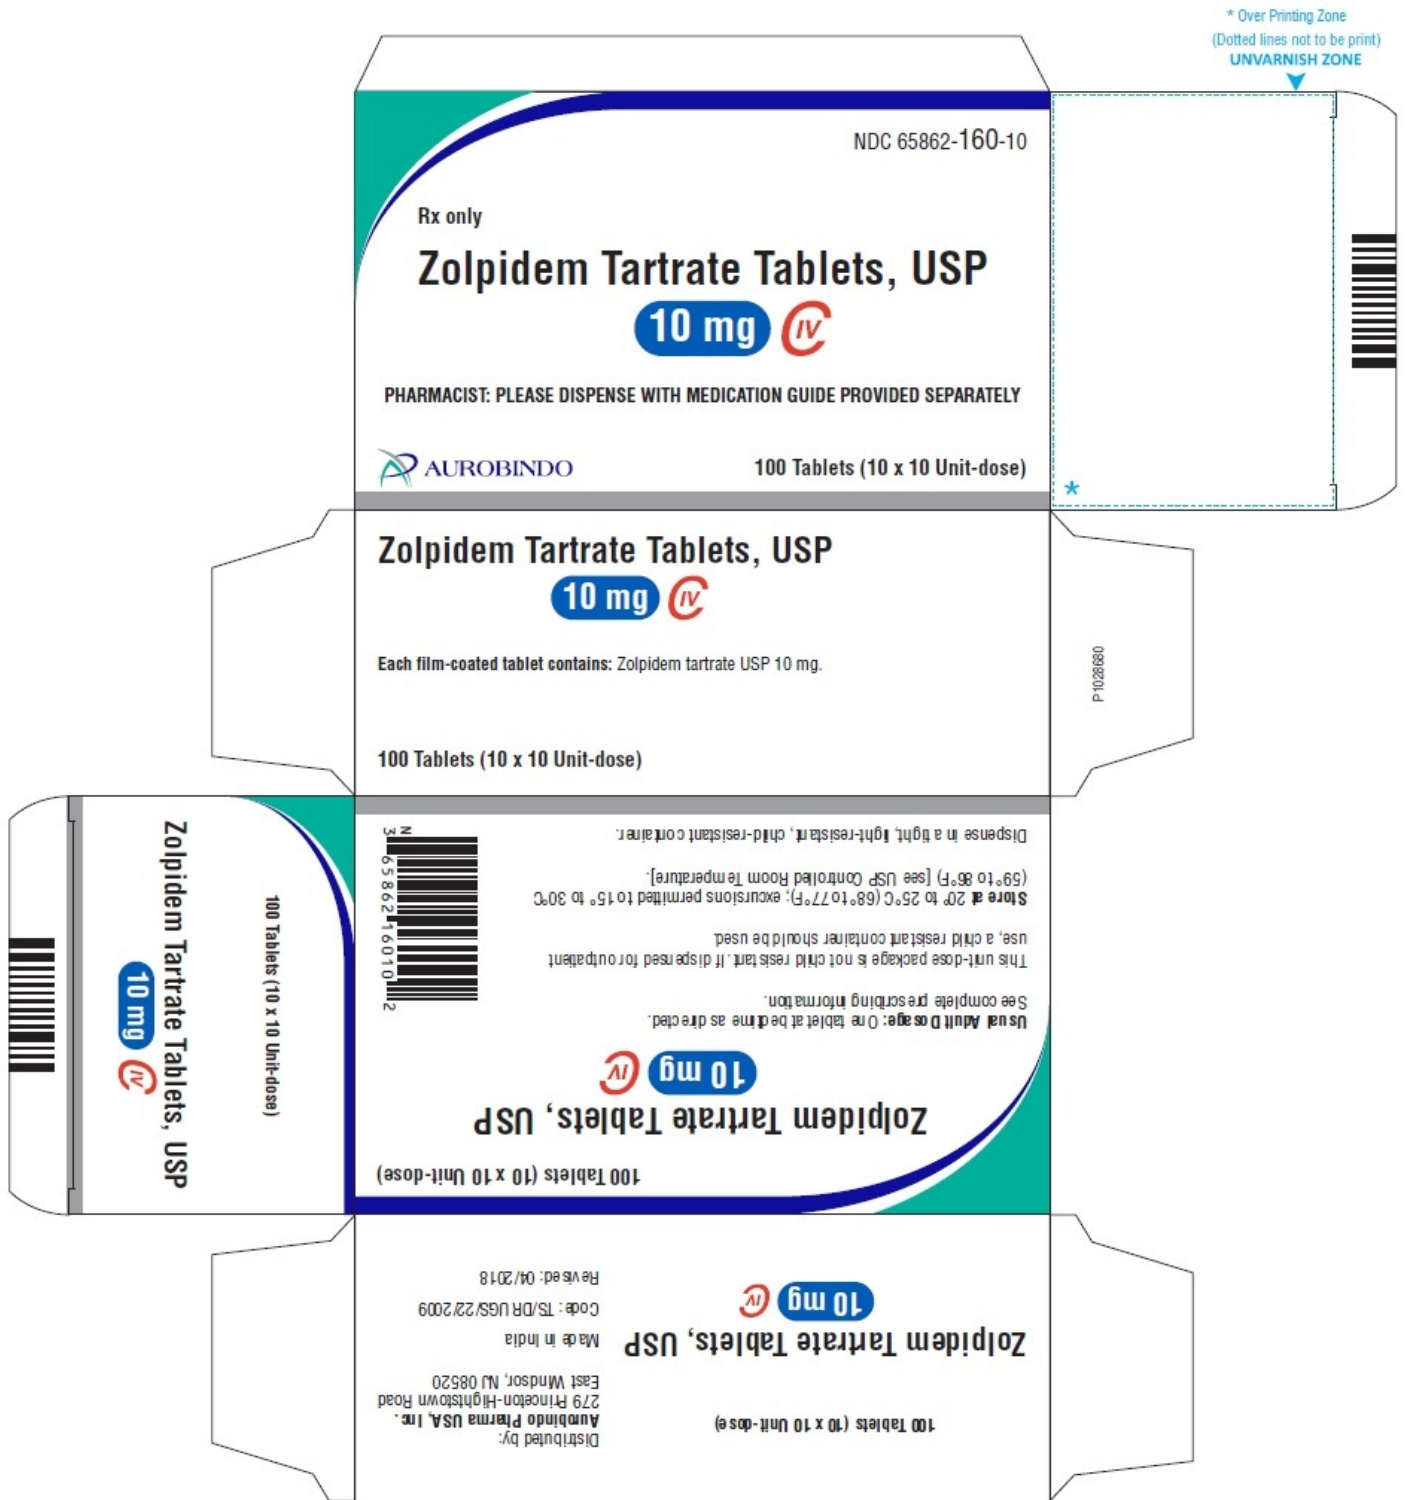 * Over Printing Zone
(Dotted lines not to be print)
UNVARNISH ZONE
NDC 65862-160-10
Rx only
Zolpidem Tartrate Tablets, USP
10 mg CIV
PHARMACIST: PLEASE DISPENSE WITH MEDICATION GUIDE PROVIDED SEPARATELY
AUROBINDO
100 Tablets (10 x 10 Unit-dose)
*
Zolpidem Tartrate Tablets, USP
10 mg CIV
Each film-coated tablet contains: Zolpidem tartrate USP 10 mg.
100 Tablets (10 x 10 Unit-dose)
P1028680
Zolpidem Tartrate Tablets, USP
10 mg CIV
100 Tablets (10 x 10 Unit-dose)
100 Tablets (10 x 10 Unit-dose)
Zolpidem Tartrate Tablets, USP
10 mg CIV
Usual Adult Dosage: One tablet at bedtime as directed.
See complete prescribing information.
This unit-dose package is not child resistant. If dispensed for outpatient
use, a child resistant container should be used.
Store at 20° to 25°C (68° to 77°F); excursions permitted to 15° to 30°C
(59° to 86°F) [see USP Controlled Room Temperature].
Dispense in a tight, light-resistant, child-resistant container.
N
3 65862 16010 2
100 Tablets (10 x 10 Unit-dose)
Zolpidem Tartrate Tablets, USP
10 mg CIV
Distributed by:
Aurobindo Pharma USA, Inc.
279 Princeton-Hightstown Road
East Windsor, NJ 08520
Made in India
Code: TS/DRUGS/22/2009
Revised: 04/2018